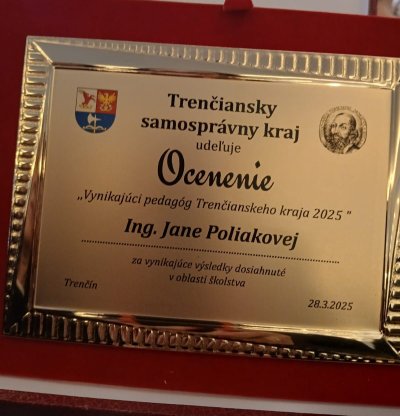 Trenčiansky
samosprávny kraj
udeľuje
Ocenenie
„Vynikajúci pedagóg Trenčianskeho kraja 2025 “
Ing. Jane Poliakovej
za vynikajúce výsledky dosiahnuté
v oblasti školstva
Trenčín
28.3.2025